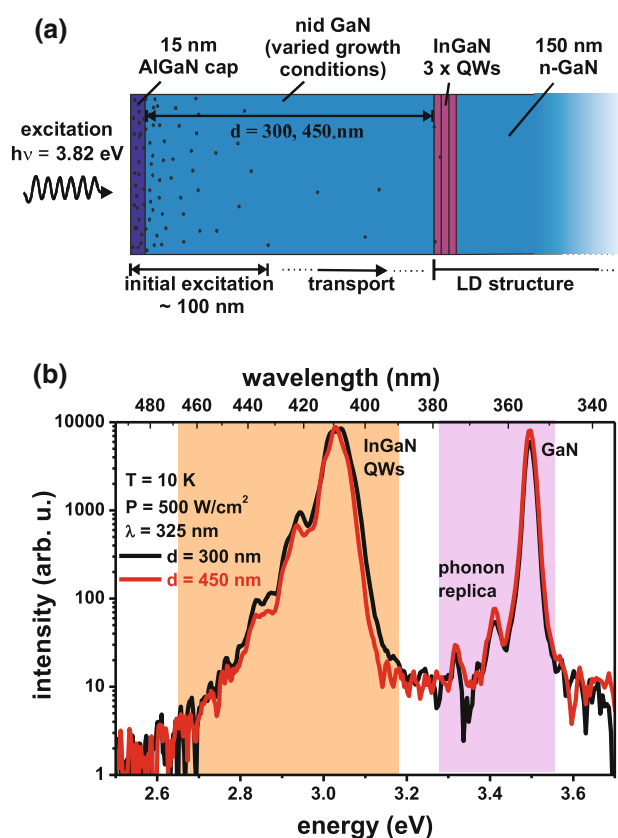 (a)
15 nm
AlGaN cap
nid GaN
(varied growth
conditions)
InGaN
3 x QWs
150 nm
n-GaN
excitation
hν = 3.82 eV
d = 300, 450 nm
initial excitation
~ 100 nm
transport
LD structure
(b)
wavelength (nm)
480 460 440 420 400 380 360 340
10000
1000
100
10
1
intensity (arb. u.)
InGaN
QWs
GaN
T = 10 K
P = 500 W/cm²
λ = 325 nm
d = 300 nm
d = 450 nm
phonon
replica
2.6 2.8 3.0 3.2 3.4 3.6
energy (eV)